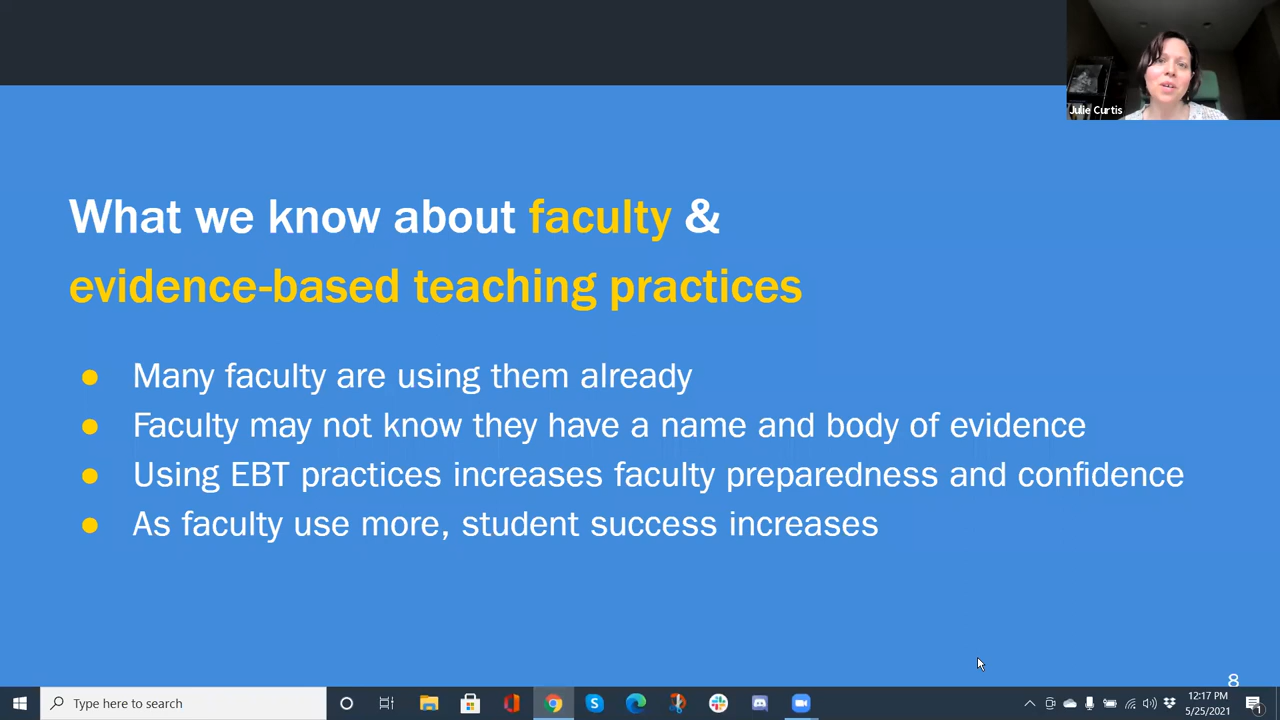 Julie Curtis
What we know about faculty &
evidence-based teaching practices
● Many faculty are using them already
● Faculty may not know they have a name and body of evidence
● Using EBT practices increases faculty preparedness and confidence
● As faculty use more, student success increases
8
Type here to search
12:17 PM
5/25/2021
1